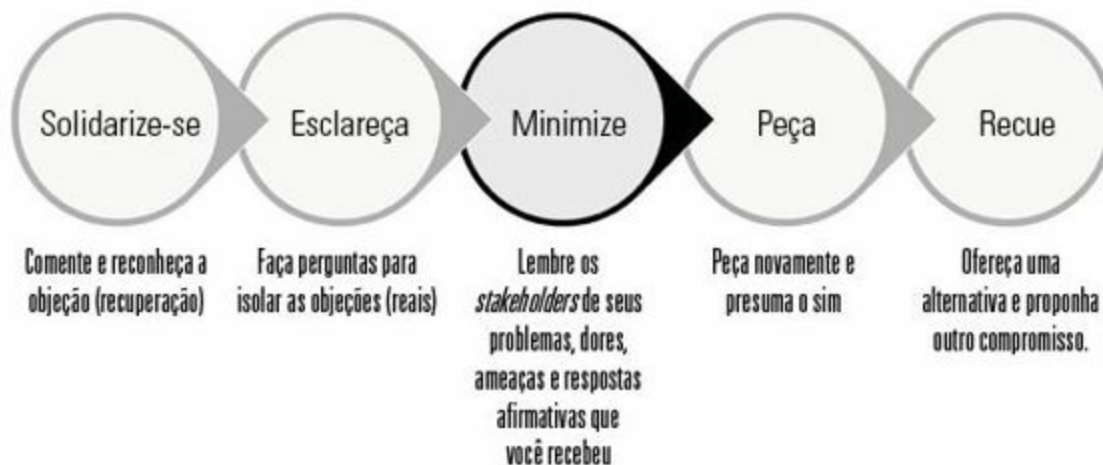 Solidarize-se
Esclareça
Minimize
Peça
Recue
Comente e reconheça a
objeção (recuperação)
Faça perguntas para
isolar as objeções (reais)
Lembre os
stakeholders de seus
problemas, dores,
ameaças e respostas
afirmativas que
você recebeu
Peça novamente e
presuma o sim
Ofereça uma
alternativa e proponha
outro compromisso.